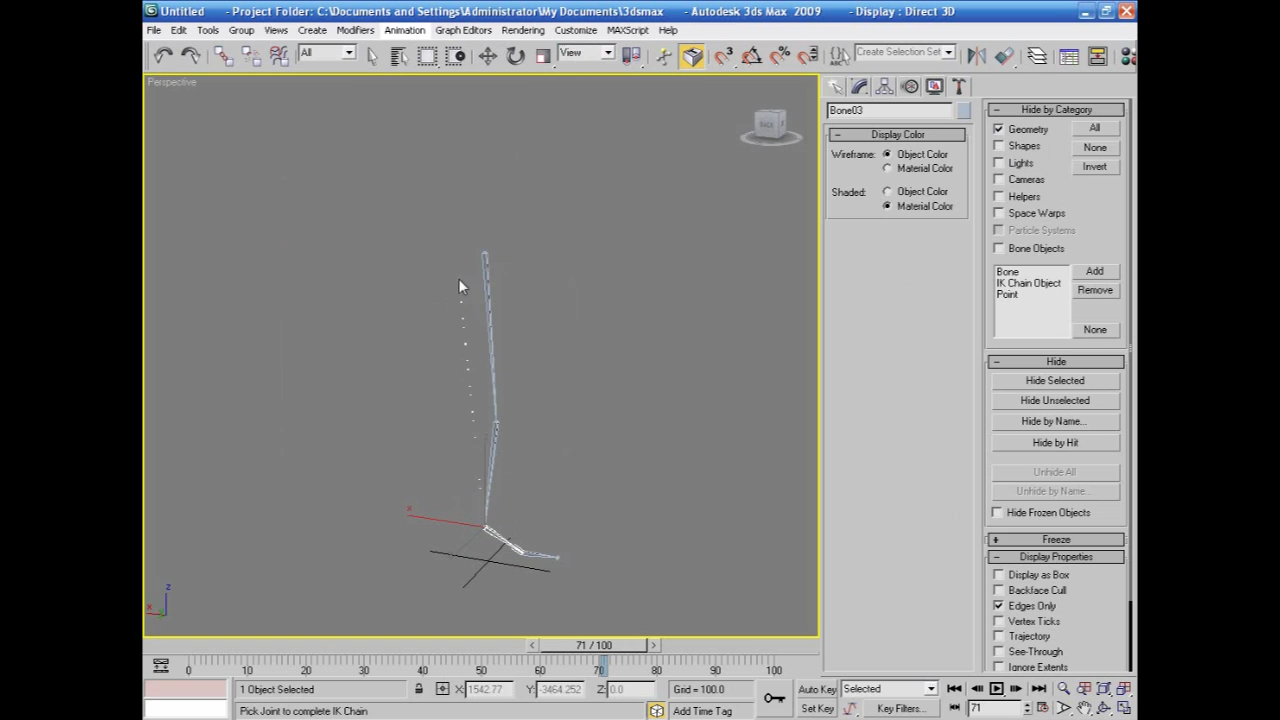 Untitled - Project Folder: C:\Documents and Settings\Administrator\My Documents\3dsmax - Autodesk 3ds Max 2009 - Display : Direct 3D
File Edit Tools Group Views Create Modifiers Animation Graph Editors Rendering Customize MAXScript Help
All View Create Selection Set
Perspective
BACK
Bone03
Display Color
Wireframe: Object Color
Material Color
Shaded: Object Color
Material Color
Hide by Category
Geometry All
Shapes None
Lights Invert
Cameras
Helpers
Space Warps
Particle Systems
Bone Objects
Bone Add
IK Chain Object Remove
Point
None
Hide
Hide Selected
Hide Unselected
Hide by Name...
Hide by Hit
Unhide All
Unhide by Name...
Hide Frozen Objects
Freeze
Display Properties
Display as Box
Backface Cull
Edges Only
Vertex Ticks
Trajectory
See-Through
Ignore Extents
x
z
x y
71 / 100
0 10 20 30 40 50 60 70 80 90 100
1 Object Selected X: 1542.77 Y: -3464.252 Z: 0.0 Grid = 100.0 Auto Key Selected
Pick Joint to complete IK Chain Add Time Tag Set Key Key Filters... 71